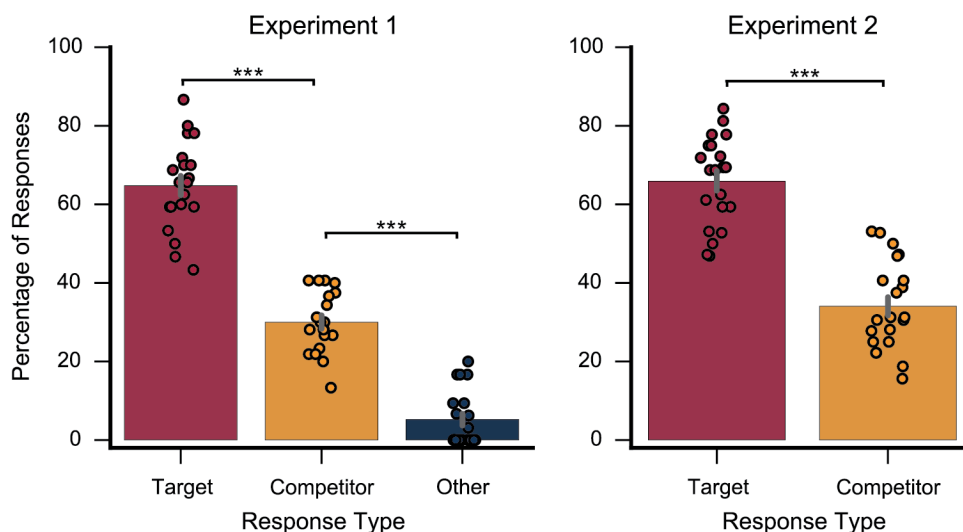 Experiment 1
Percentage of Responses
100
80
60
40
20
0
***
***
Target Competitor Other
Response Type
Experiment 2
100
80
60
40
20
0
***
Target Competitor
Response Type